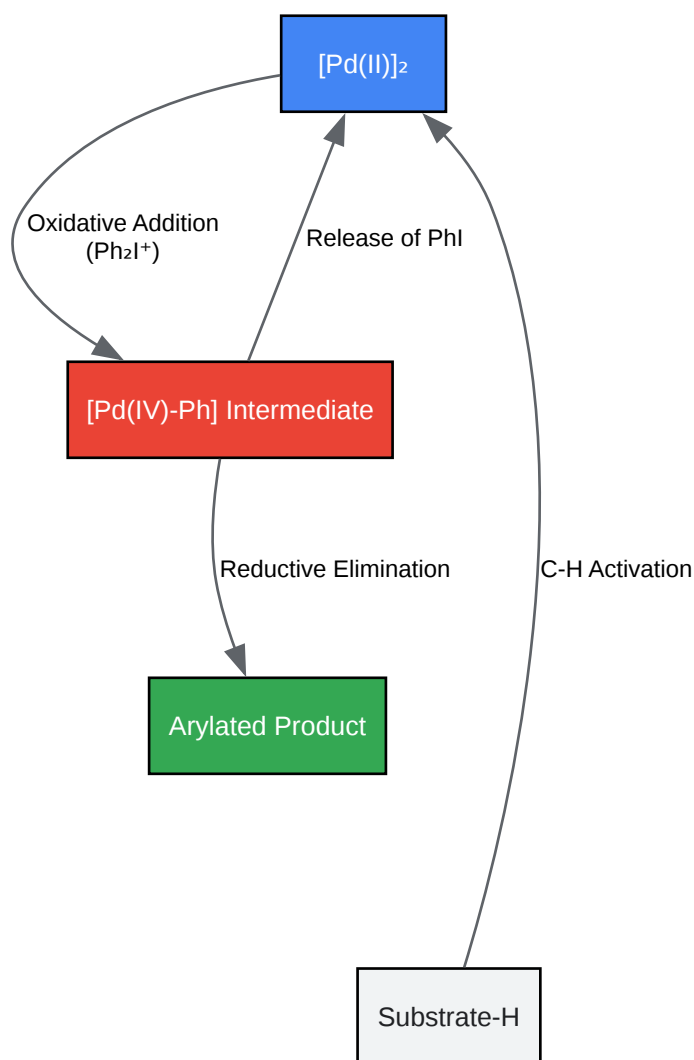 [Pd(II)]₂
Oxidative Addition
(Ph₂I⁺)
Release of PhI
[Pd(IV)-Ph] Intermediate
Reductive Elimination
C-H Activation
Arylated Product
Substrate-H